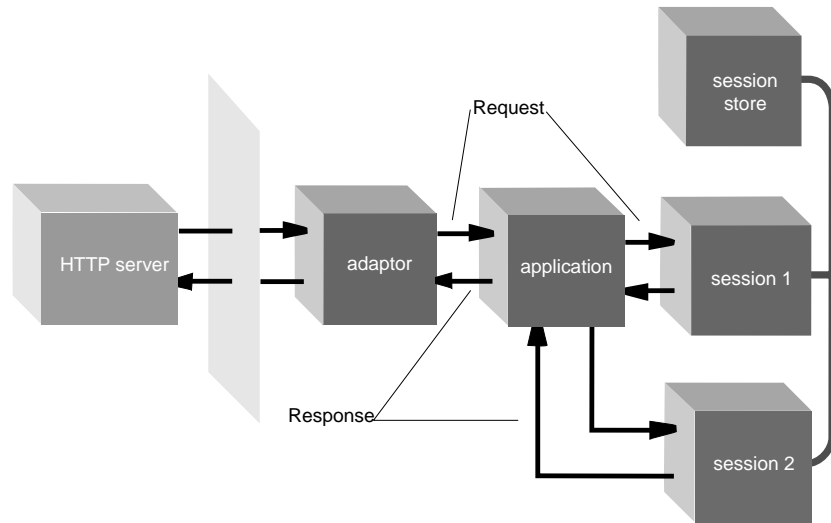 session
store
Request
HTTP server
adaptor
application
session 1
Response
session 2